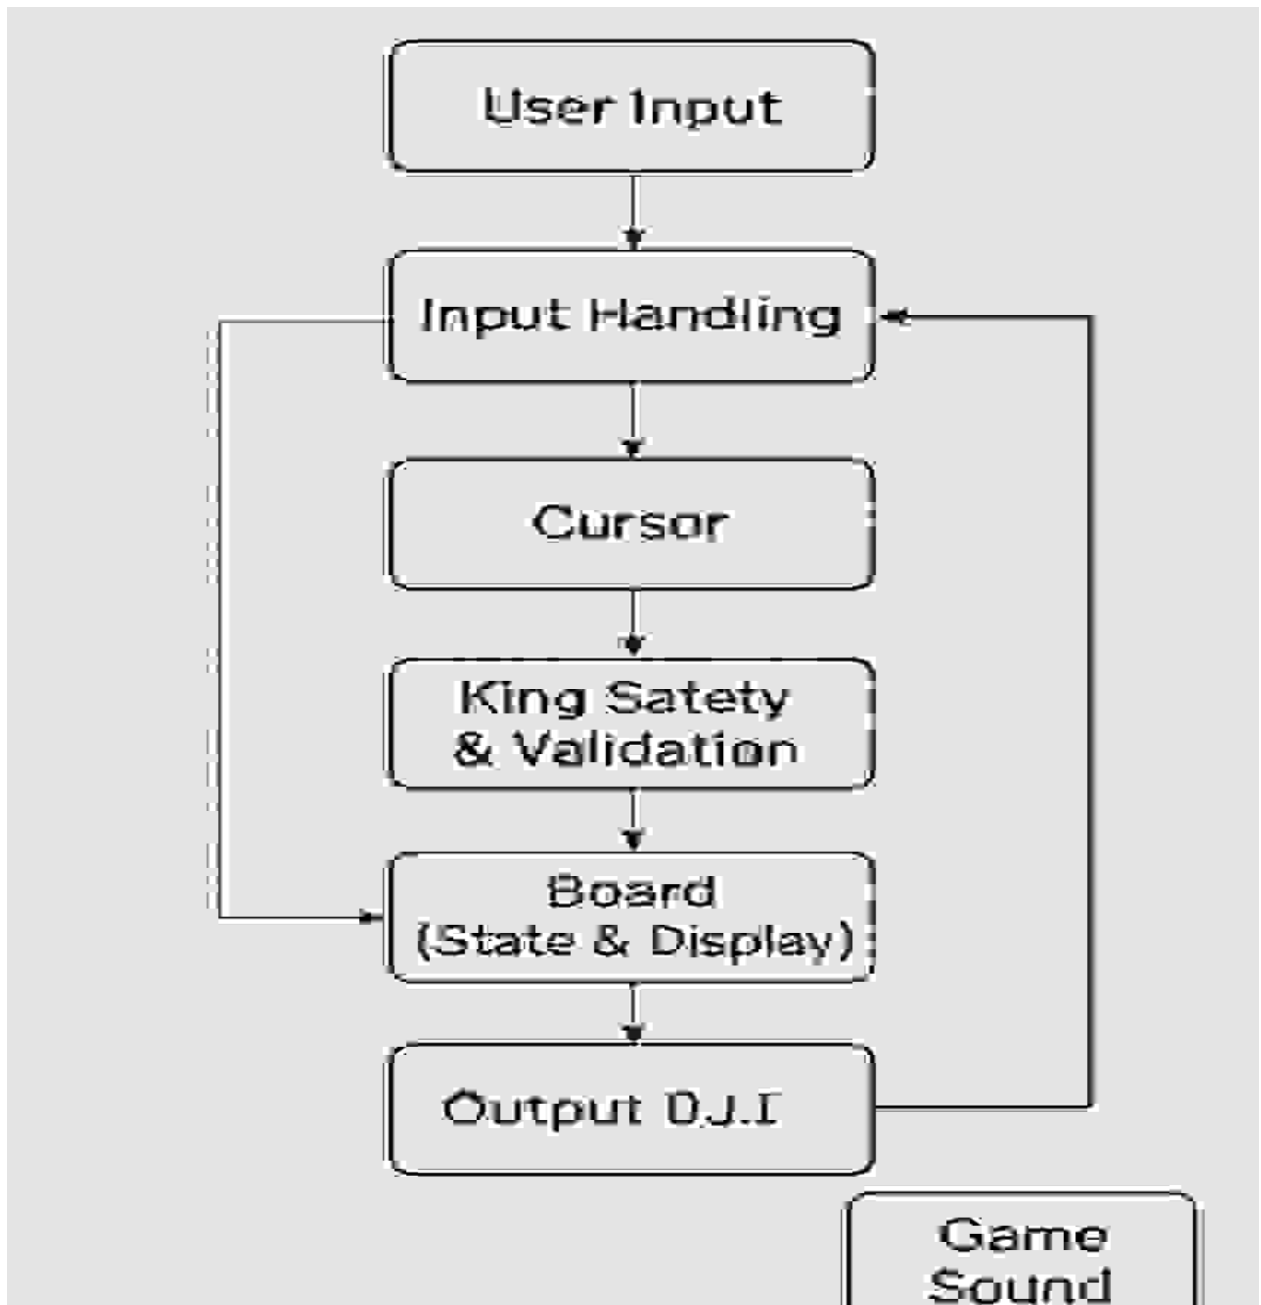 User Input
Input Handling
Cursor
King Satety
& Validation
Board
(State & Display)
Output D.J.I
Game
Sound